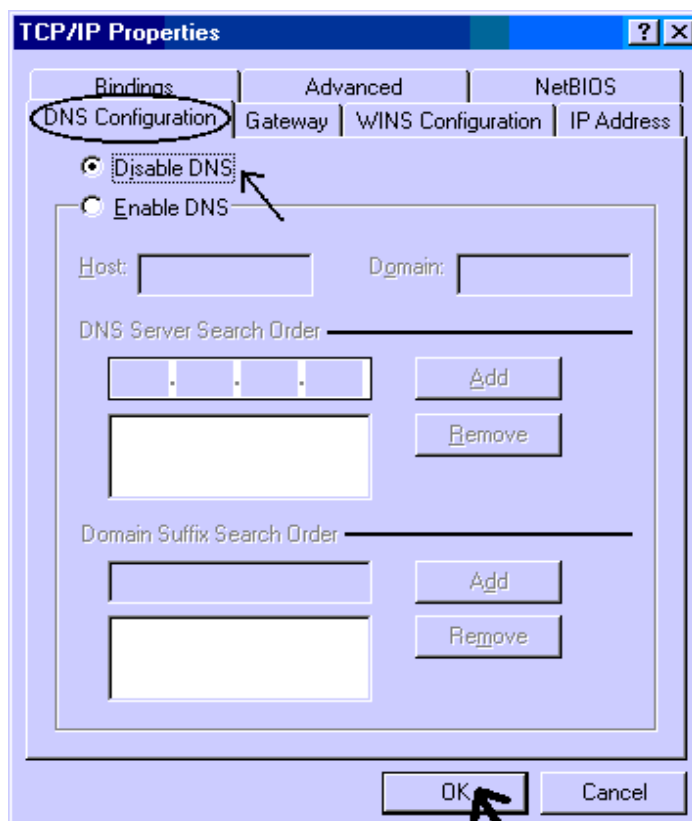 TCP/IP Properties
? X
Bindings Advanced NetBIOS
DNS Configuration Gateway WINS Configuration IP Address
Disable DNS
Enable DNS
Host: Domain:
DNS Server Search Order
. . .
Add
Remove
Domain Suffix Search Order
Add
Remove
OK Cancel